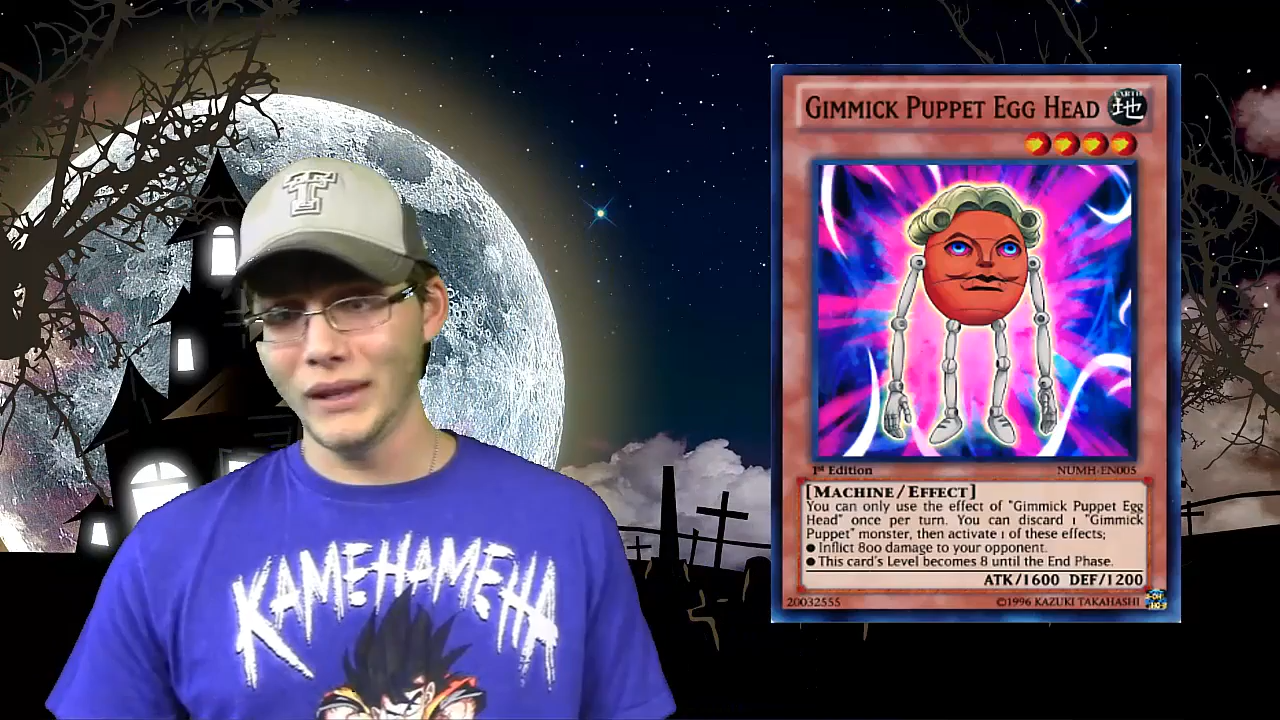 T
KAMEHAMEHA
GIMMICK PUPPET EGG HEAD
EARTH
地
1st Edition
NUMH-EN005
[MACHINE/EFFECT]
You can only use the effect of "Gimmick Puppet Egg
Head" once per turn. You can discard 1 "Gimmick
Puppet" monster, then activate 1 of these effects;
● Inflict 800 damage to your opponent.
● This card's Level becomes 8 until the End Phase.
ATK/1600 DEF/1200
20032555
©1996 KAZUKI TAKAHASHI